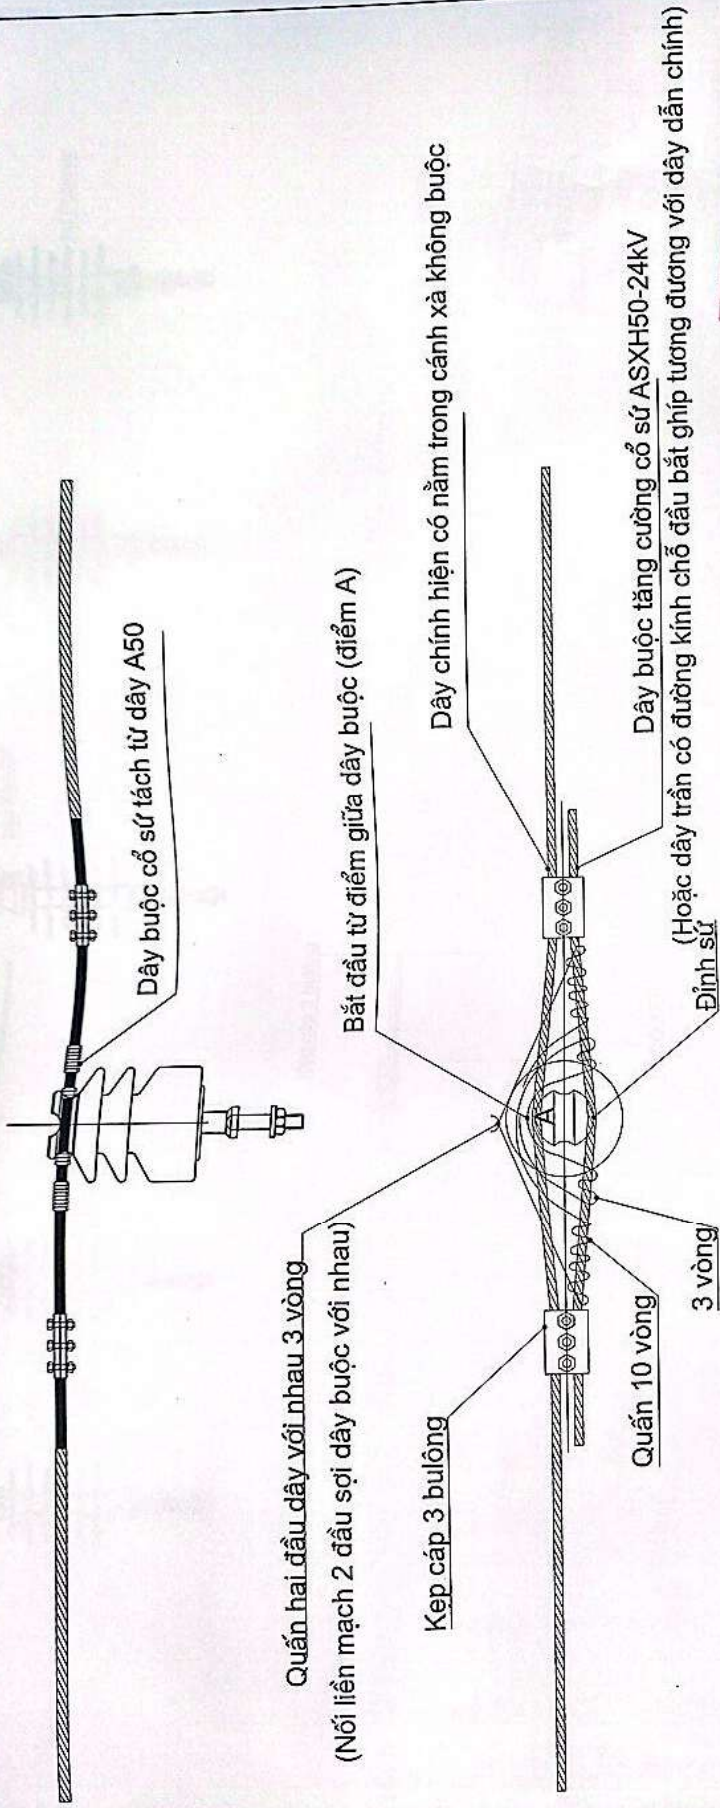 Dây buộc cổ sứ tách từ dây A50
Quấn hai đầu dây với nhau 3 vòng
(Nối liền mạch 2 đầu sợi dây buộc với nhau)
Bắt đầu từ điểm giữa dây buộc (điểm A)
Kẹp cáp 3 bulông
Dây chính hiện có nằm trong cánh xà không buộc
A
Quấn 10 vòng
Dây buộc tăng cường cổ sứ ASXH50-24kV
(Hoặc dây trần có đường kính chỗ đầu bắt ghíp tương đương với dây dẫn chính)
3 vòng
Đỉnh sứ